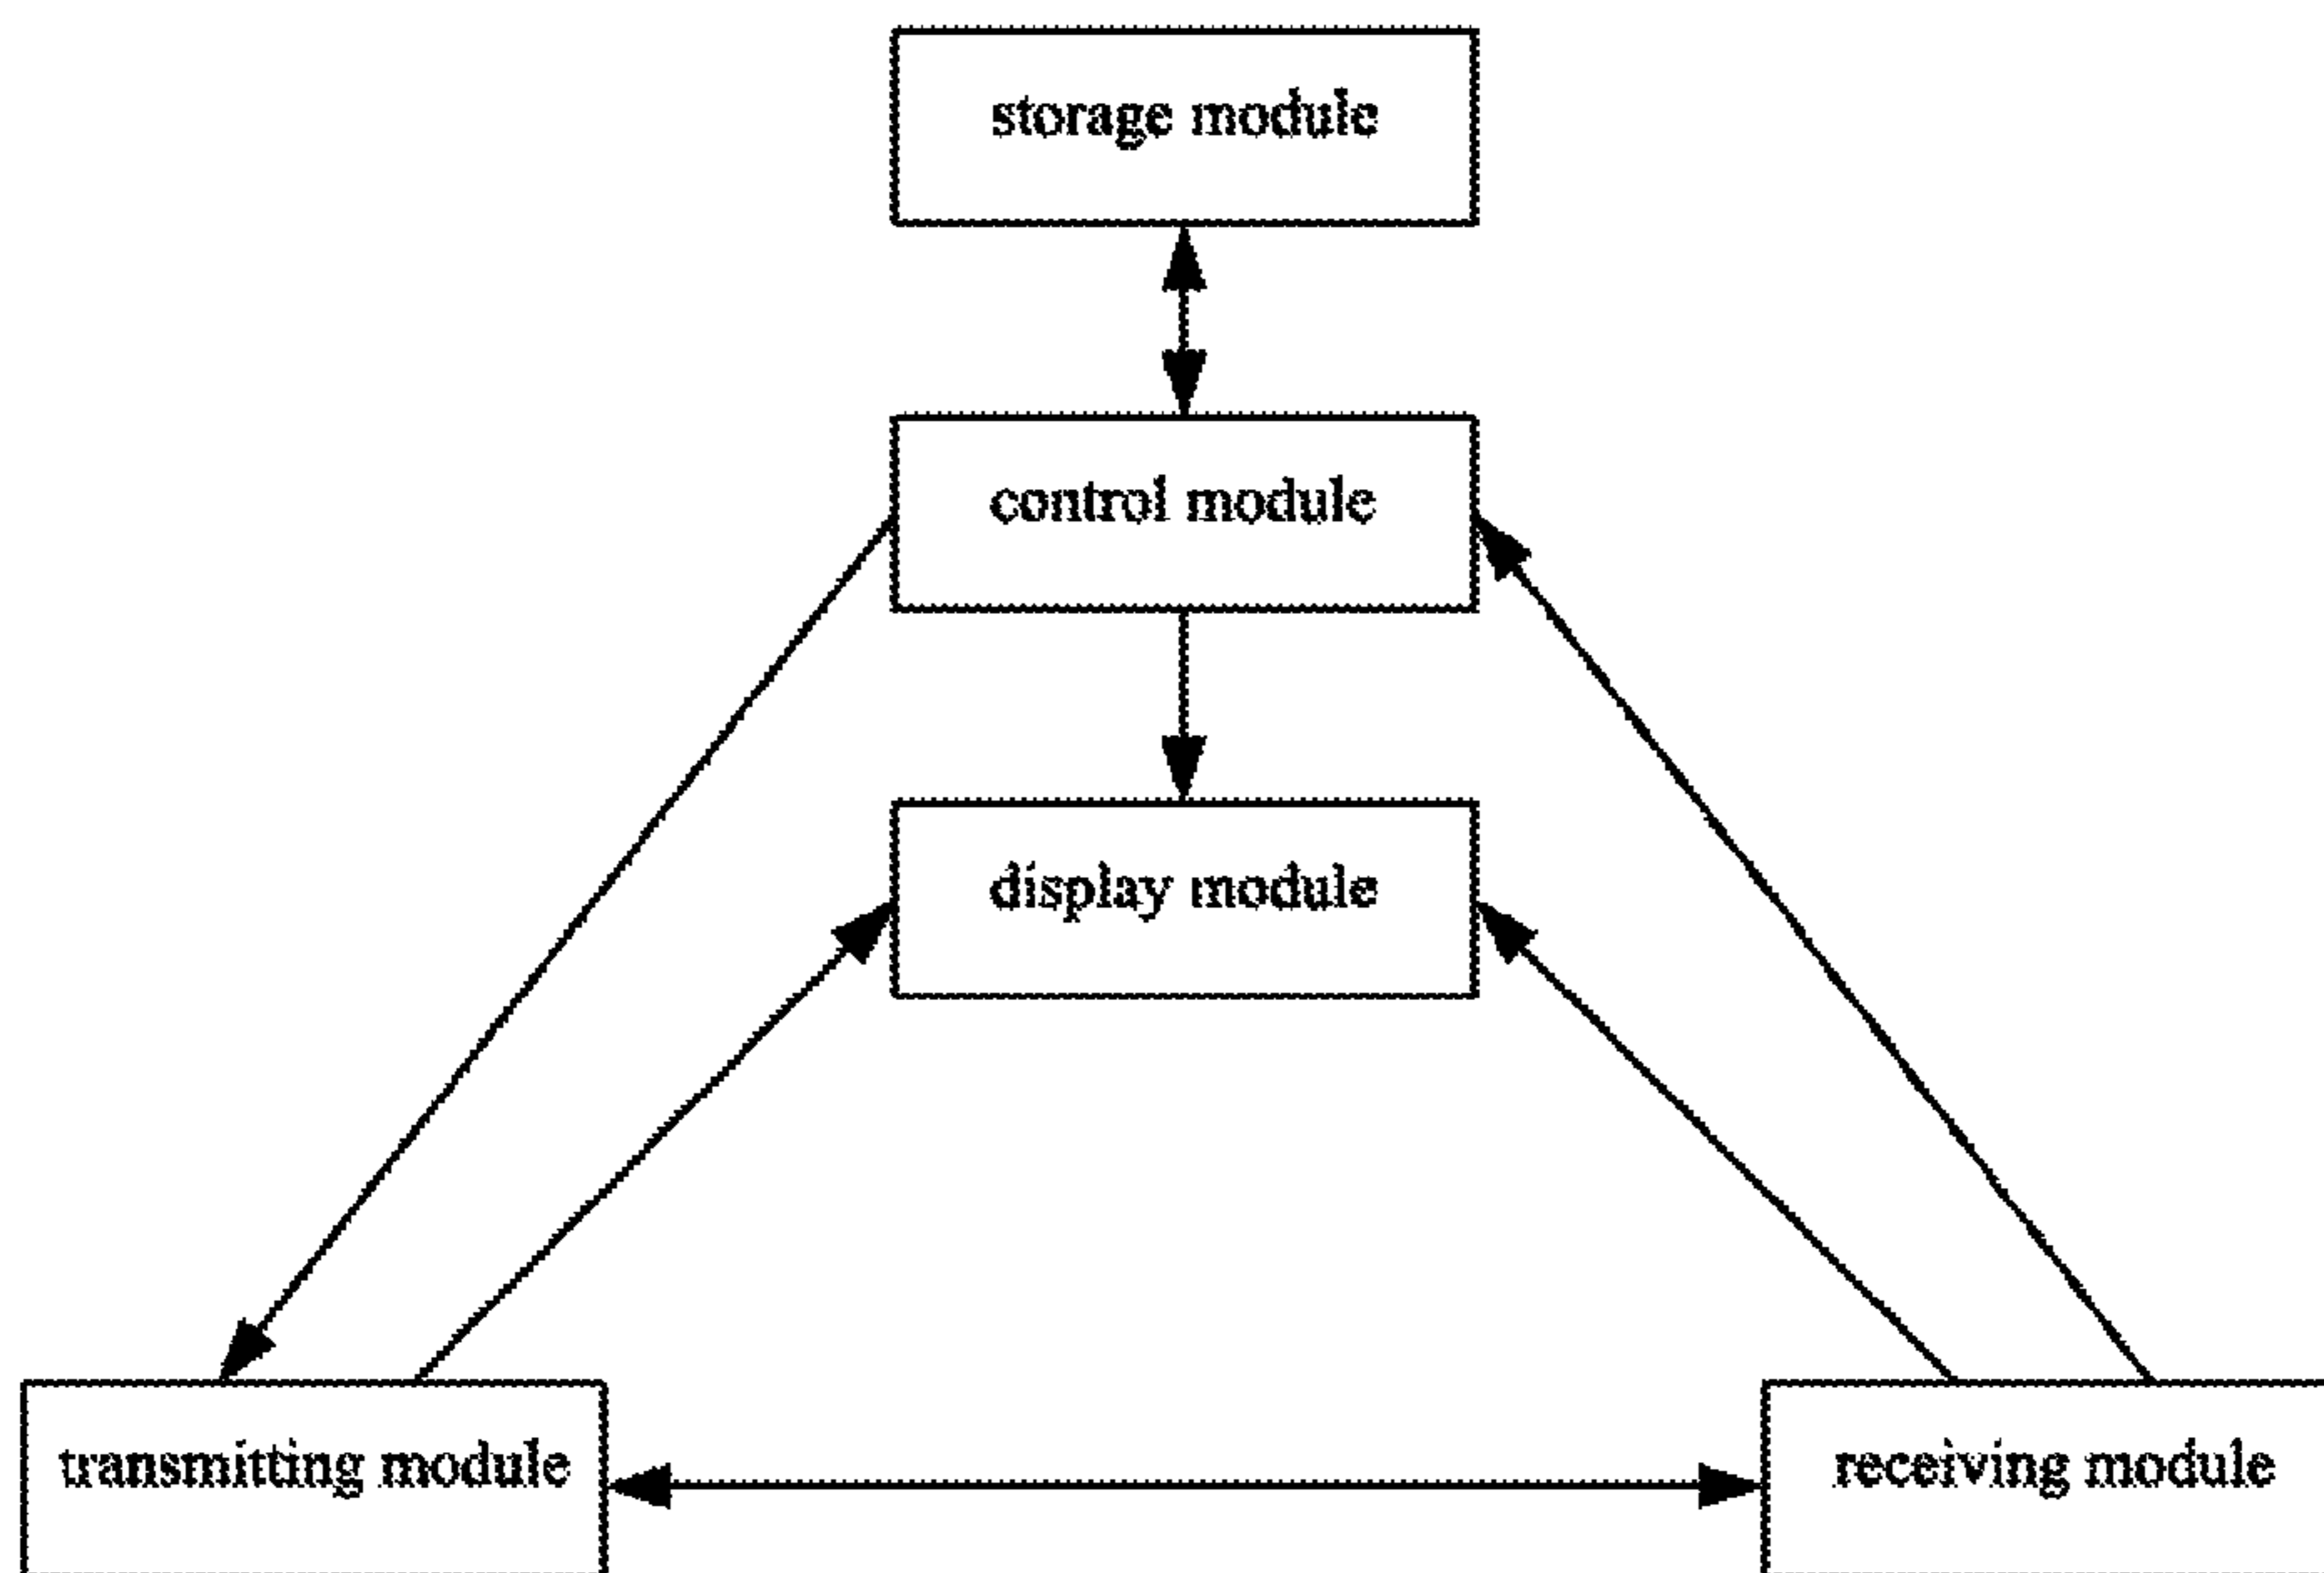 storage module
control module
display module
transmitting module
receiving module